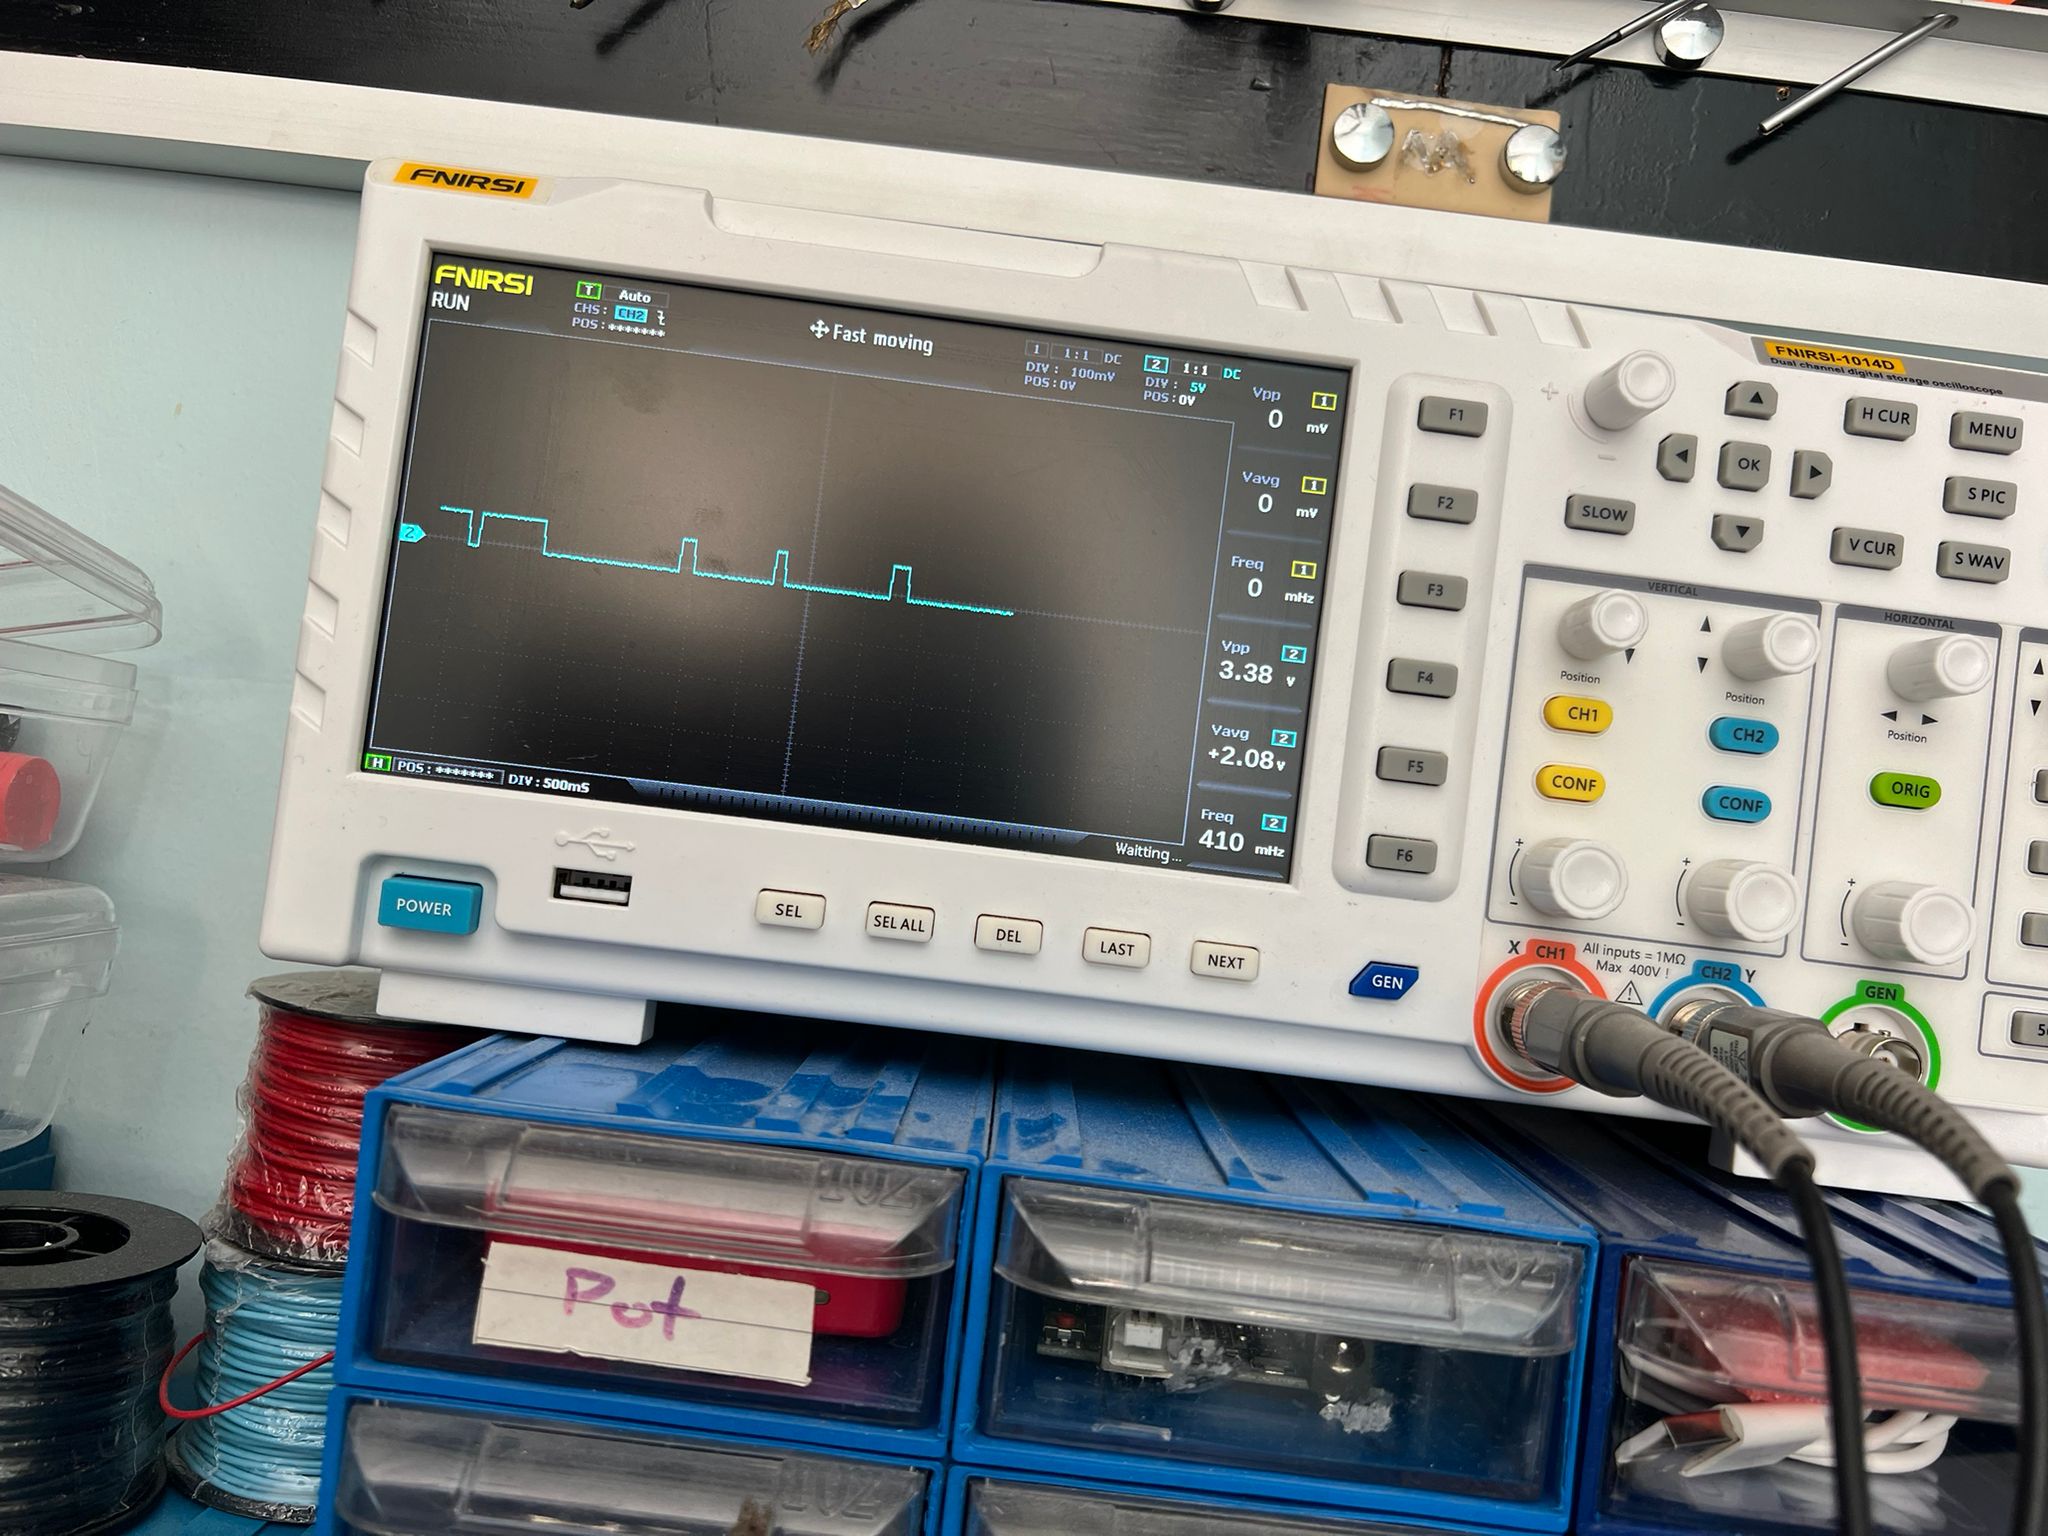 FNIRSI
FNIRSI
RUN
T Auto
CHS: CH2
POS:*******
Fast moving
1 1:1 DC
DIV: 100mV
POS:0V
2 1:1 DC
DIV: 5V
POS:0V
Vpp 1
0 mV
Vavg 1
0 mV
Freq 1
0 mHz
Vpp 2
3.38 v
Vavg 2
+2.08v
Freq 2
410 mHz
2
H POS:******* DIV:500mS
Waitting...
FNIRSI-1014D
Dual channel digital storage oscilloscope
F1
F2
F3
F4
F5
F6
OK
SLOW
H CUR
MENU
S PIC
V CUR
S WAV
VERTICAL
Position
Position
CH1
CH2
CONF
CONF
HORIZONTAL
Position
ORIG
POWER
SEL
SEL ALL
DEL
LAST
NEXT
GEN
X CH1
All inputs = 1MΩ
Max 400V !
CH2 Y
GEN
102
102
Pot
102